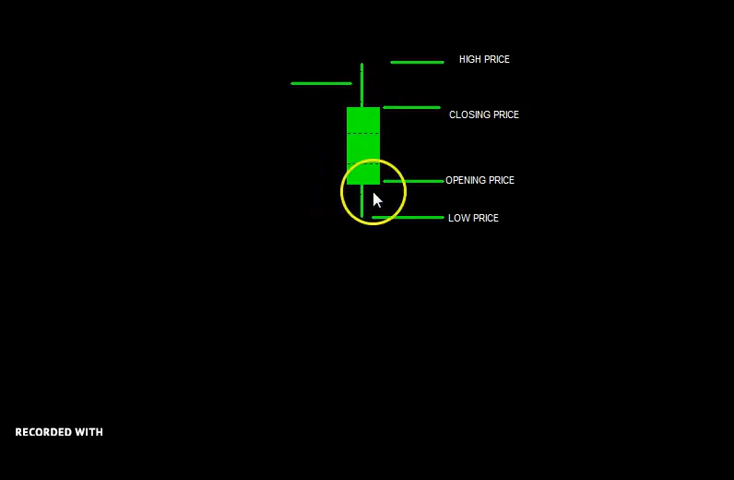 HIGH PRICE
CLOSING PRICE
OPENING PRICE
LOW PRICE
RECORDED WITH